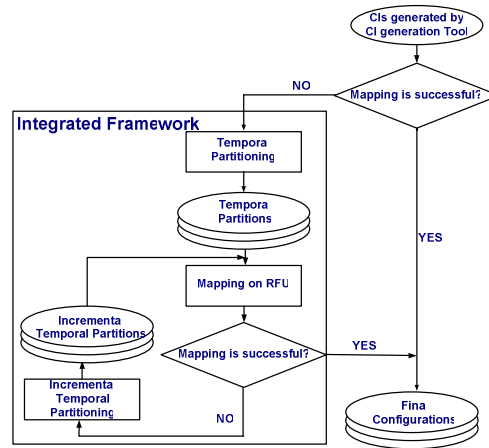 CIs generated by
CI generation Tool
Mapping is successful?
NO
Integrated Framework
Tempora
Partitioning
Tempora
Partitions
YES
Mapping on RFU
Incrementa
Temporal Partitions
Mapping is successful?
YES
Incrementa
Temporal
Partitioning
NO
Fina
Configurations